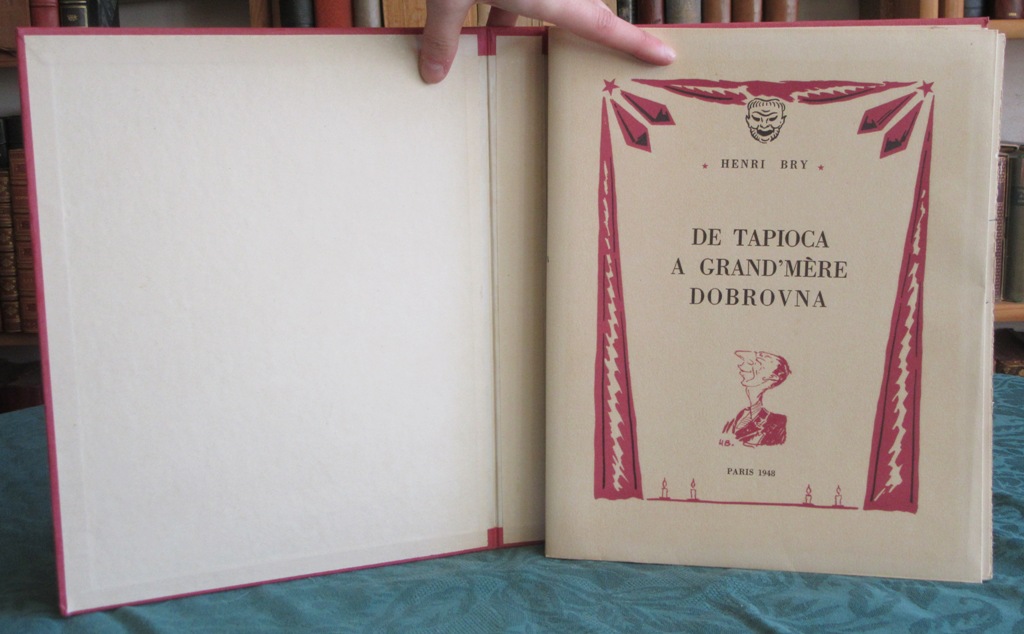 HENRI BRY
DE TAPIOCA
A GRAND'MÈRE
DOBROVNA
H.B.
PARIS 1948